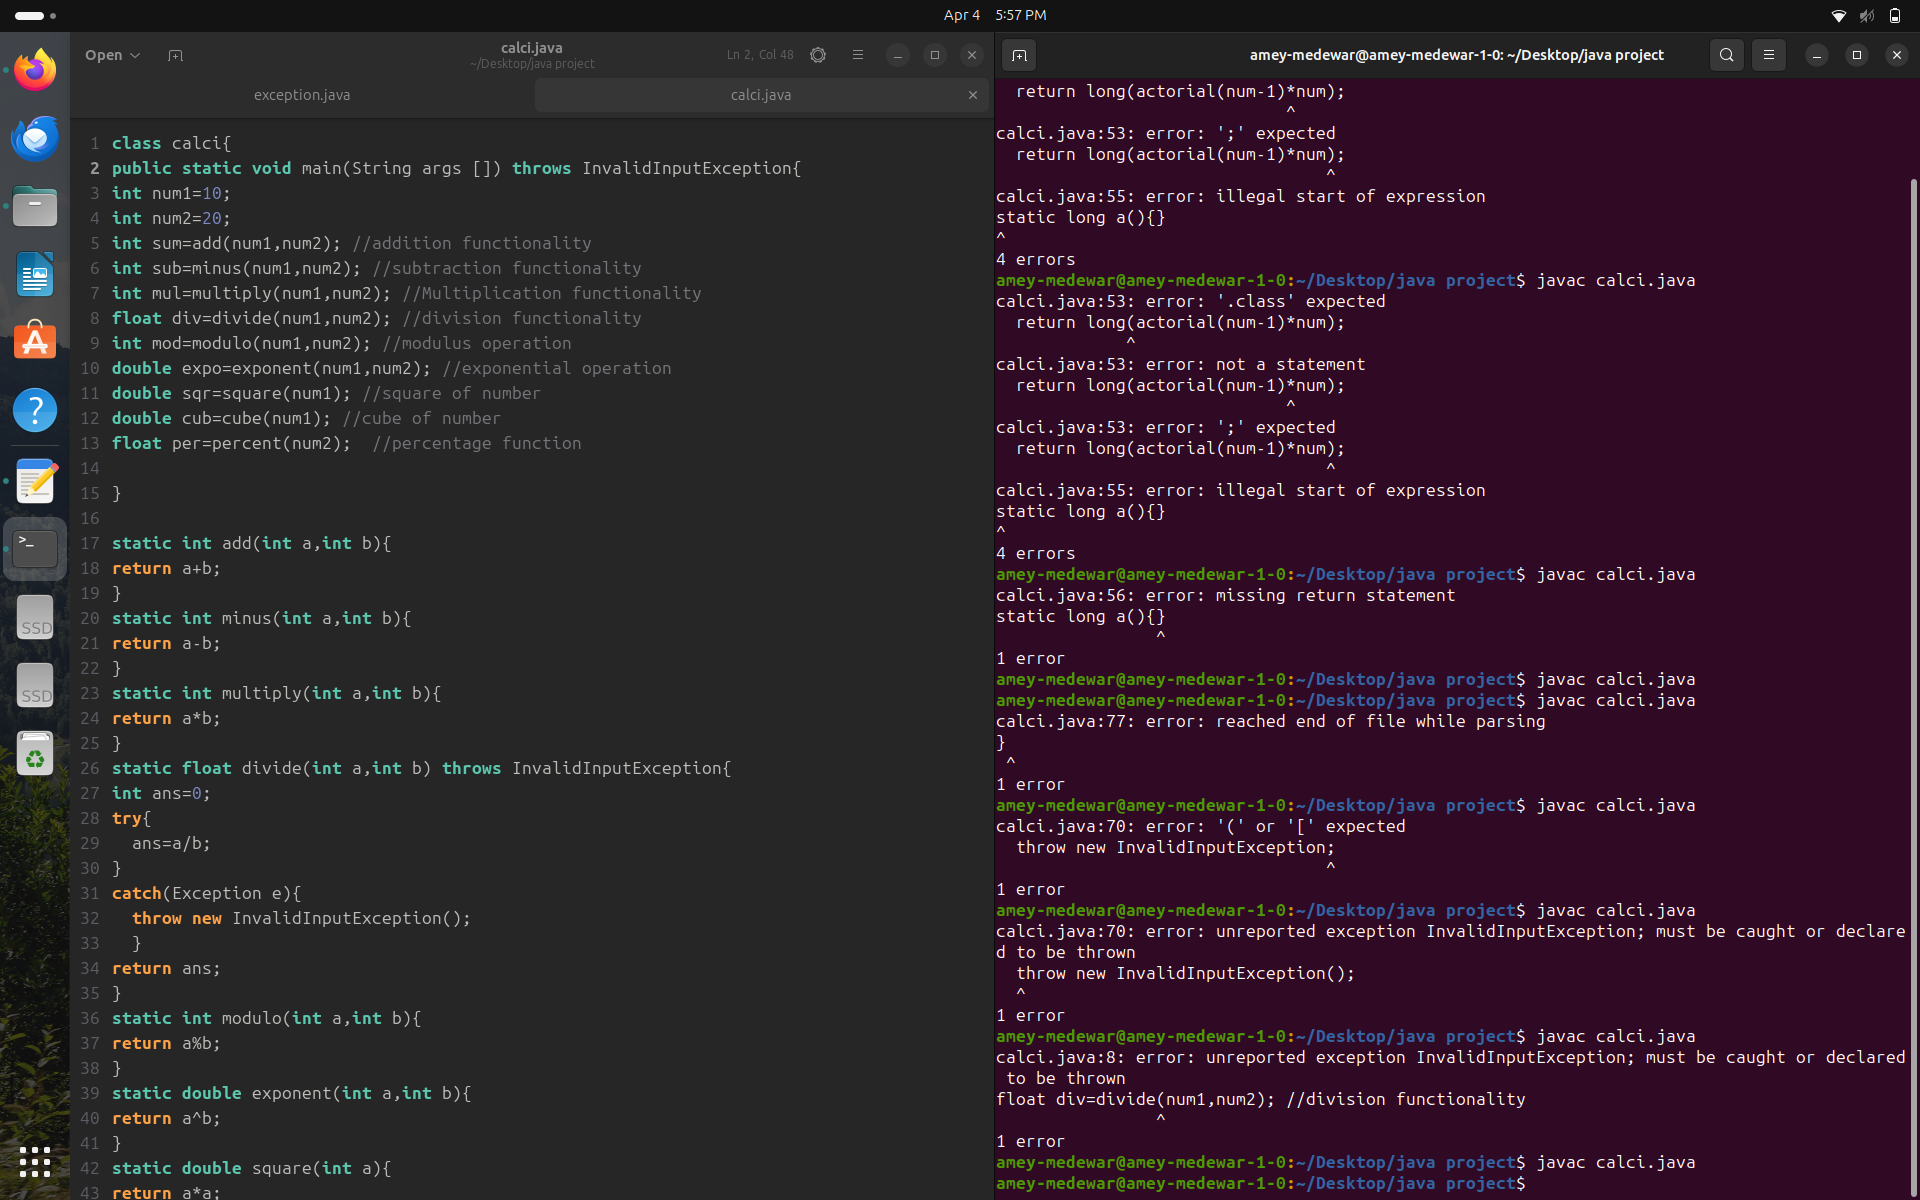 Apr 4 5:57 PM
Open
calci.java
~/Desktop/java project
Ln 2, Col 48
exception.java
calci.java
1 class calci{
2 public static void main(String args []) throws InvalidInputException{
3 int num1=10;
4 int num2=20;
5 int sum=add(num1,num2); //addition functionality
6 int sub=minus(num1,num2); //subtraction functionality
7 int mul=multiply(num1,num2); //Multiplication functionality
8 float div=divide(num1,num2); //division functionality
9 int mod=modulo(num1,num2); //modulus operation
10 double expo=exponent(num1,num2); //exponential operation
11 double sqr=square(num1); //square of number
12 double cub=cube(num1); //cube of number
13 float per=percent(num2);  //percentage function
14
15 }
16
17 static int add(int a,int b){
18 return a+b;
19 }
20 static int minus(int a,int b){
21 return a-b;
22 }
23 static int multiply(int a,int b){
24 return a*b;
25 }
26 static float divide(int a,int b) throws InvalidInputException{
27 int ans=0;
28 try{
29   ans=a/b;
30 }
31 catch(Exception e){
32   throw new InvalidInputException();
33   }
34 return ans;
35 }
36 static int modulo(int a,int b){
37 return a%b;
38 }
39 static double exponent(int a,int b){
40 return a^b;
41 }
42 static double square(int a){
43 return a*a;
SSD
SSD
amey-medewar@amey-medewar-1-0: ~/Desktop/java project
  return long(actorial(num-1)*num);
^
calci.java:53: error: ';' expected
  return long(actorial(num-1)*num);
^
calci.java:55: error: illegal start of expression
static long a(){}
^
4 errors
amey-medewar@amey-medewar-1-0:~/Desktop/java project$ javac calci.java
calci.java:53: error: '.class' expected
  return long(actorial(num-1)*num);
^
calci.java:53: error: not a statement
  return long(actorial(num-1)*num);
^
calci.java:53: error: ';' expected
  return long(actorial(num-1)*num);
^
calci.java:55: error: illegal start of expression
static long a(){}
^
4 errors
amey-medewar@amey-medewar-1-0:~/Desktop/java project$ javac calci.java
calci.java:56: error: missing return statement
static long a(){}
^
1 error
amey-medewar@amey-medewar-1-0:~/Desktop/java project$ javac calci.java
amey-medewar@amey-medewar-1-0:~/Desktop/java project$ javac calci.java
calci.java:77: error: reached end of file while parsing
}
^
1 error
amey-medewar@amey-medewar-1-0:~/Desktop/java project$ javac calci.java
calci.java:70: error: '(' or '[' expected
  throw new InvalidInputException;
^
1 error
amey-medewar@amey-medewar-1-0:~/Desktop/java project$ javac calci.java
calci.java:70: error: unreported exception InvalidInputException; must be caught or declare
d to be thrown
  throw new InvalidInputException();
^
1 error
amey-medewar@amey-medewar-1-0:~/Desktop/java project$ javac calci.java
calci.java:8: error: unreported exception InvalidInputException; must be caught or declared
 to be thrown
float div=divide(num1,num2); //division functionality
^
1 error
amey-medewar@amey-medewar-1-0:~/Desktop/java project$ javac calci.java
amey-medewar@amey-medewar-1-0:~/Desktop/java project$